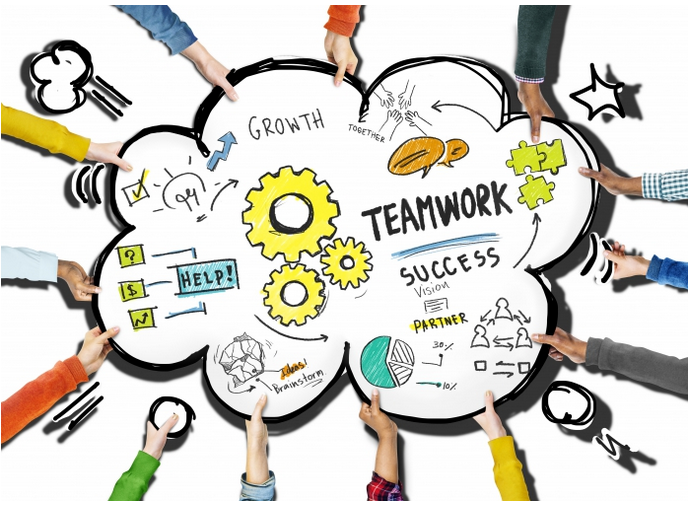 GROWTH
TOGETHER
TEAMWORK
?
$
HELP!
SUCCESS
Vision
PARTNER
30%
10%
Ideas!
Brainstorm